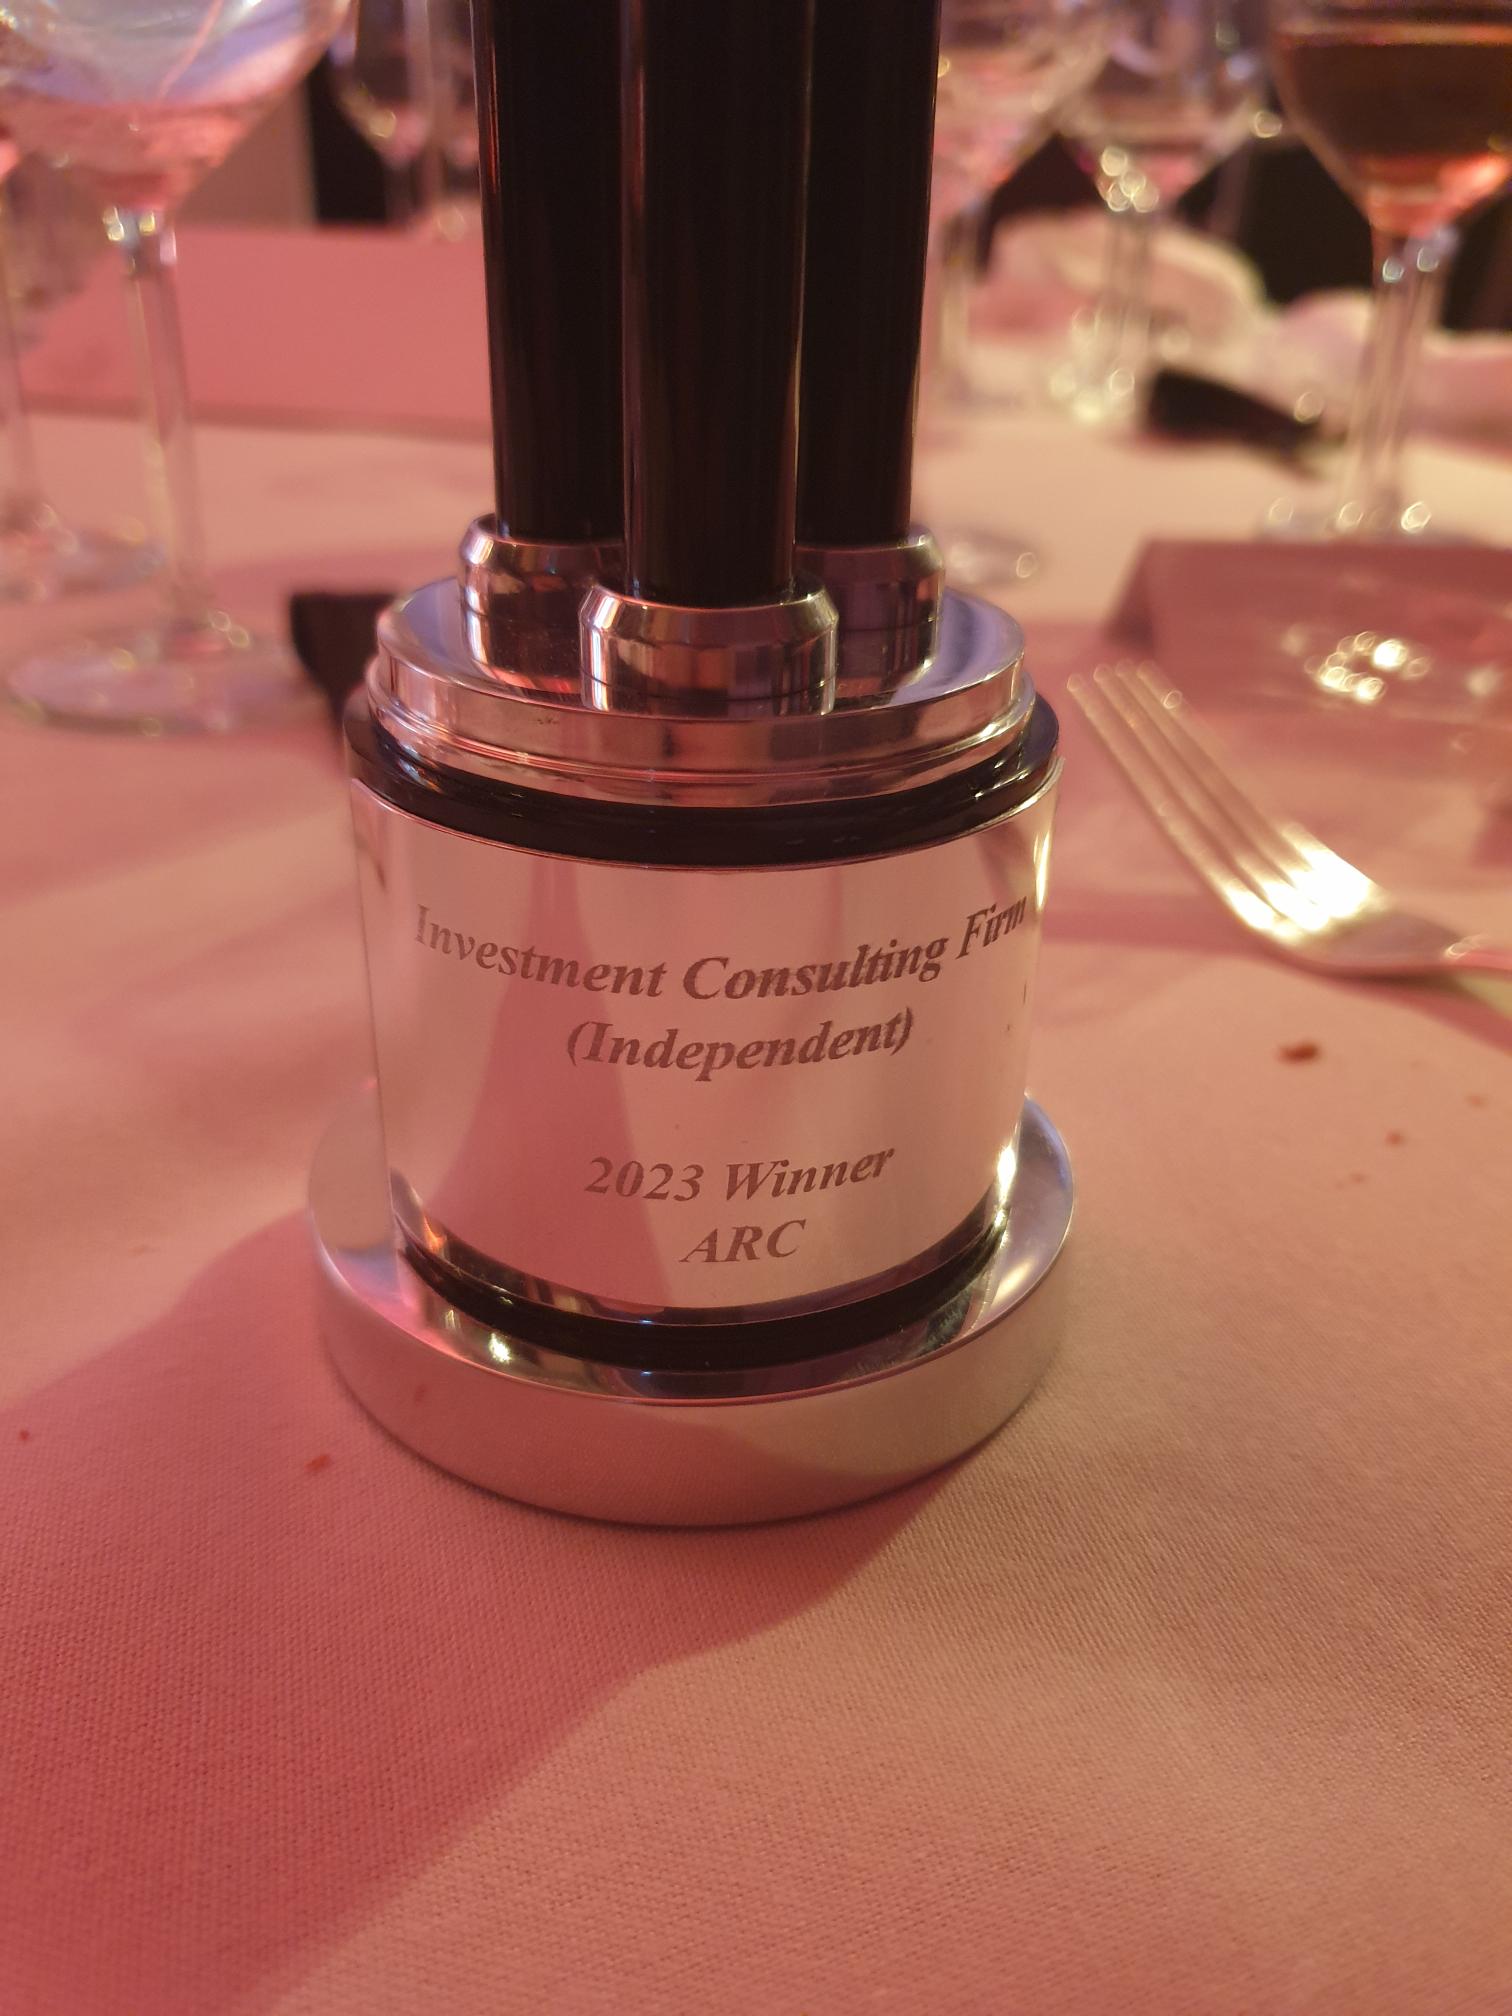 Investment Consulting Firm
(Independent)
2023 Winner
ARC